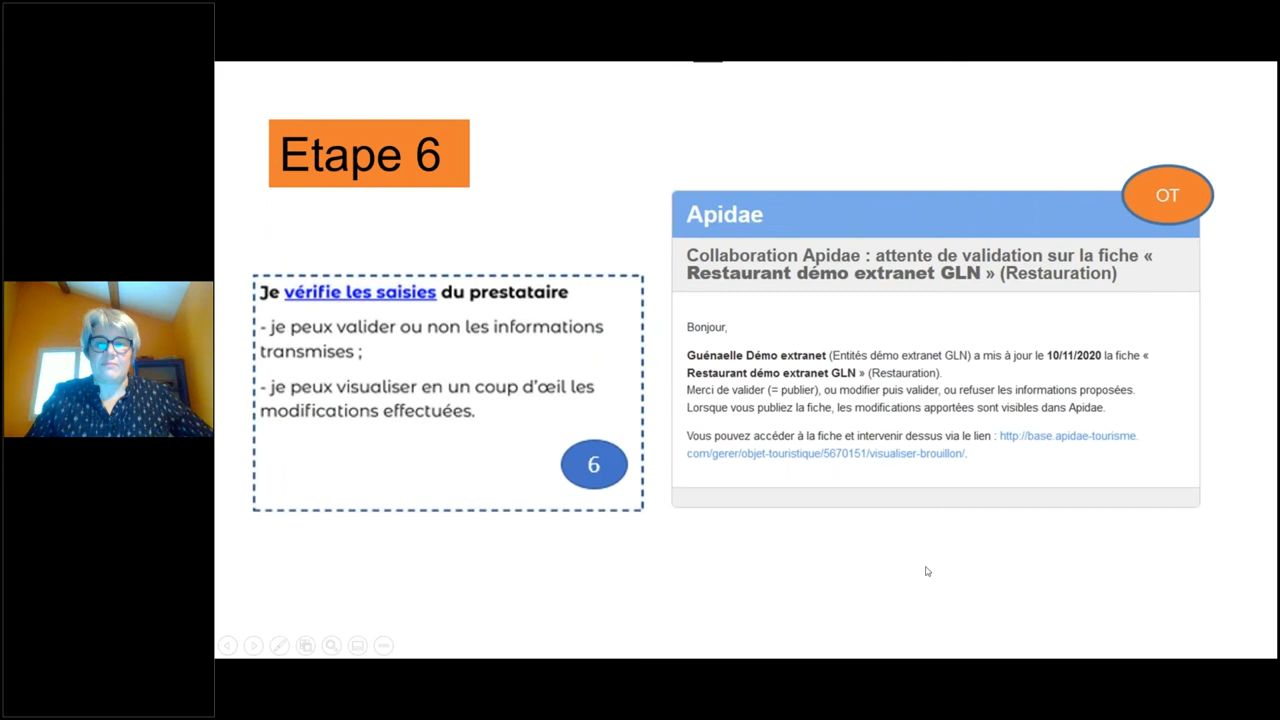 Etape 6
Je vérifie les saisies du prestataire
- je peux valider ou non les informations
transmises ;
- je peux visualiser en un coup d’œil les
modifications effectuées.
6
OT
Apidae
Collaboration Apidae : attente de validation sur la fiche «
Restaurant démo extranet GLN » (Restauration)
Bonjour,
Guénaelle Démo extranet (Entités démo extranet GLN) a mis à jour le 10/11/2020 la fiche «
Restaurant démo extranet GLN » (Restauration).
Merci de valider (= publier), ou modifier puis valider, ou refuser les informations proposées.
Lorsque vous publiez la fiche, les modifications apportées sont visibles dans Apidae.
Vous pouvez accéder à la fiche et intervenir dessus via le lien : http://base.apidae-tourisme.
com/gerer/objet-touristique/5670151/visualiser-brouillon/.